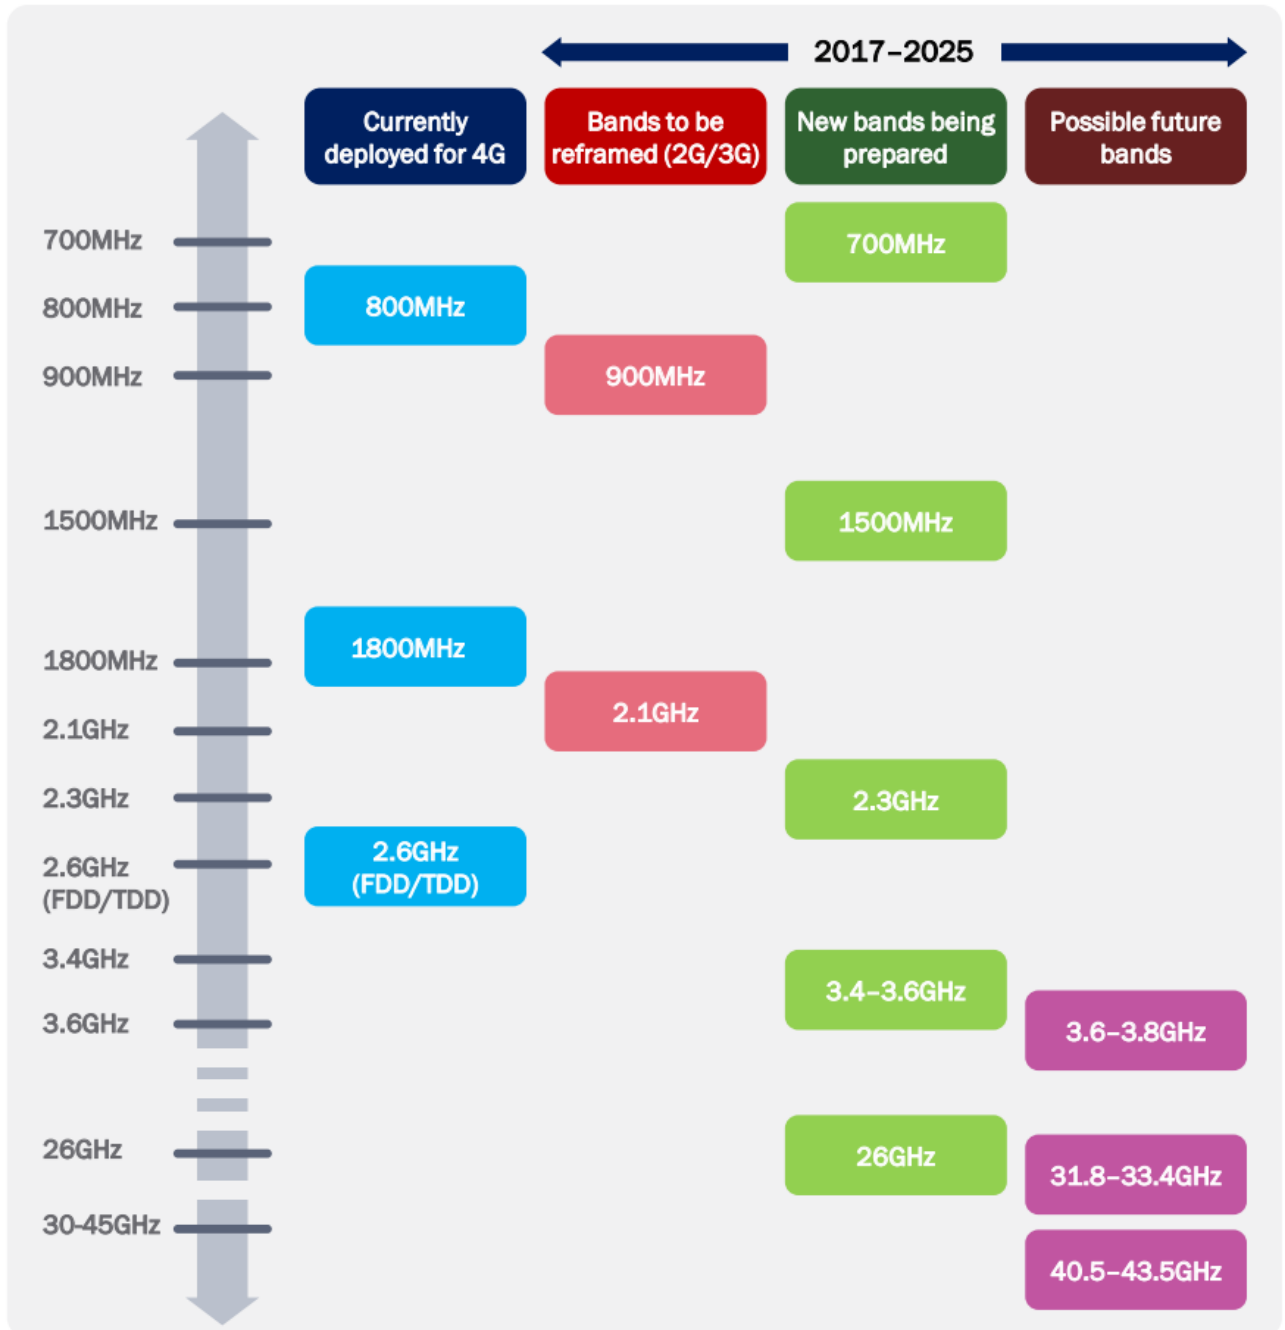 2017–2025
Currently
deployed for 4G
Bands to be
reframed (2G/3G)
New bands being
prepared
Possible future
bands
700MHz
700MHz
800MHz
800MHz
900MHz
900MHz
1500MHz
1500MHz
1800MHz
1800MHz
2.1GHz
2.1GHz
2.3GHz
2.3GHz
2.6GHz
(FDD/TDD)
2.6GHz
(FDD/TDD)
3.4GHz
3.4–3.6GHz
3.6GHz
3.6–3.8GHz
26GHz
26GHz
31.8–33.4GHz
30-45GHz
40.5–43.5GHz